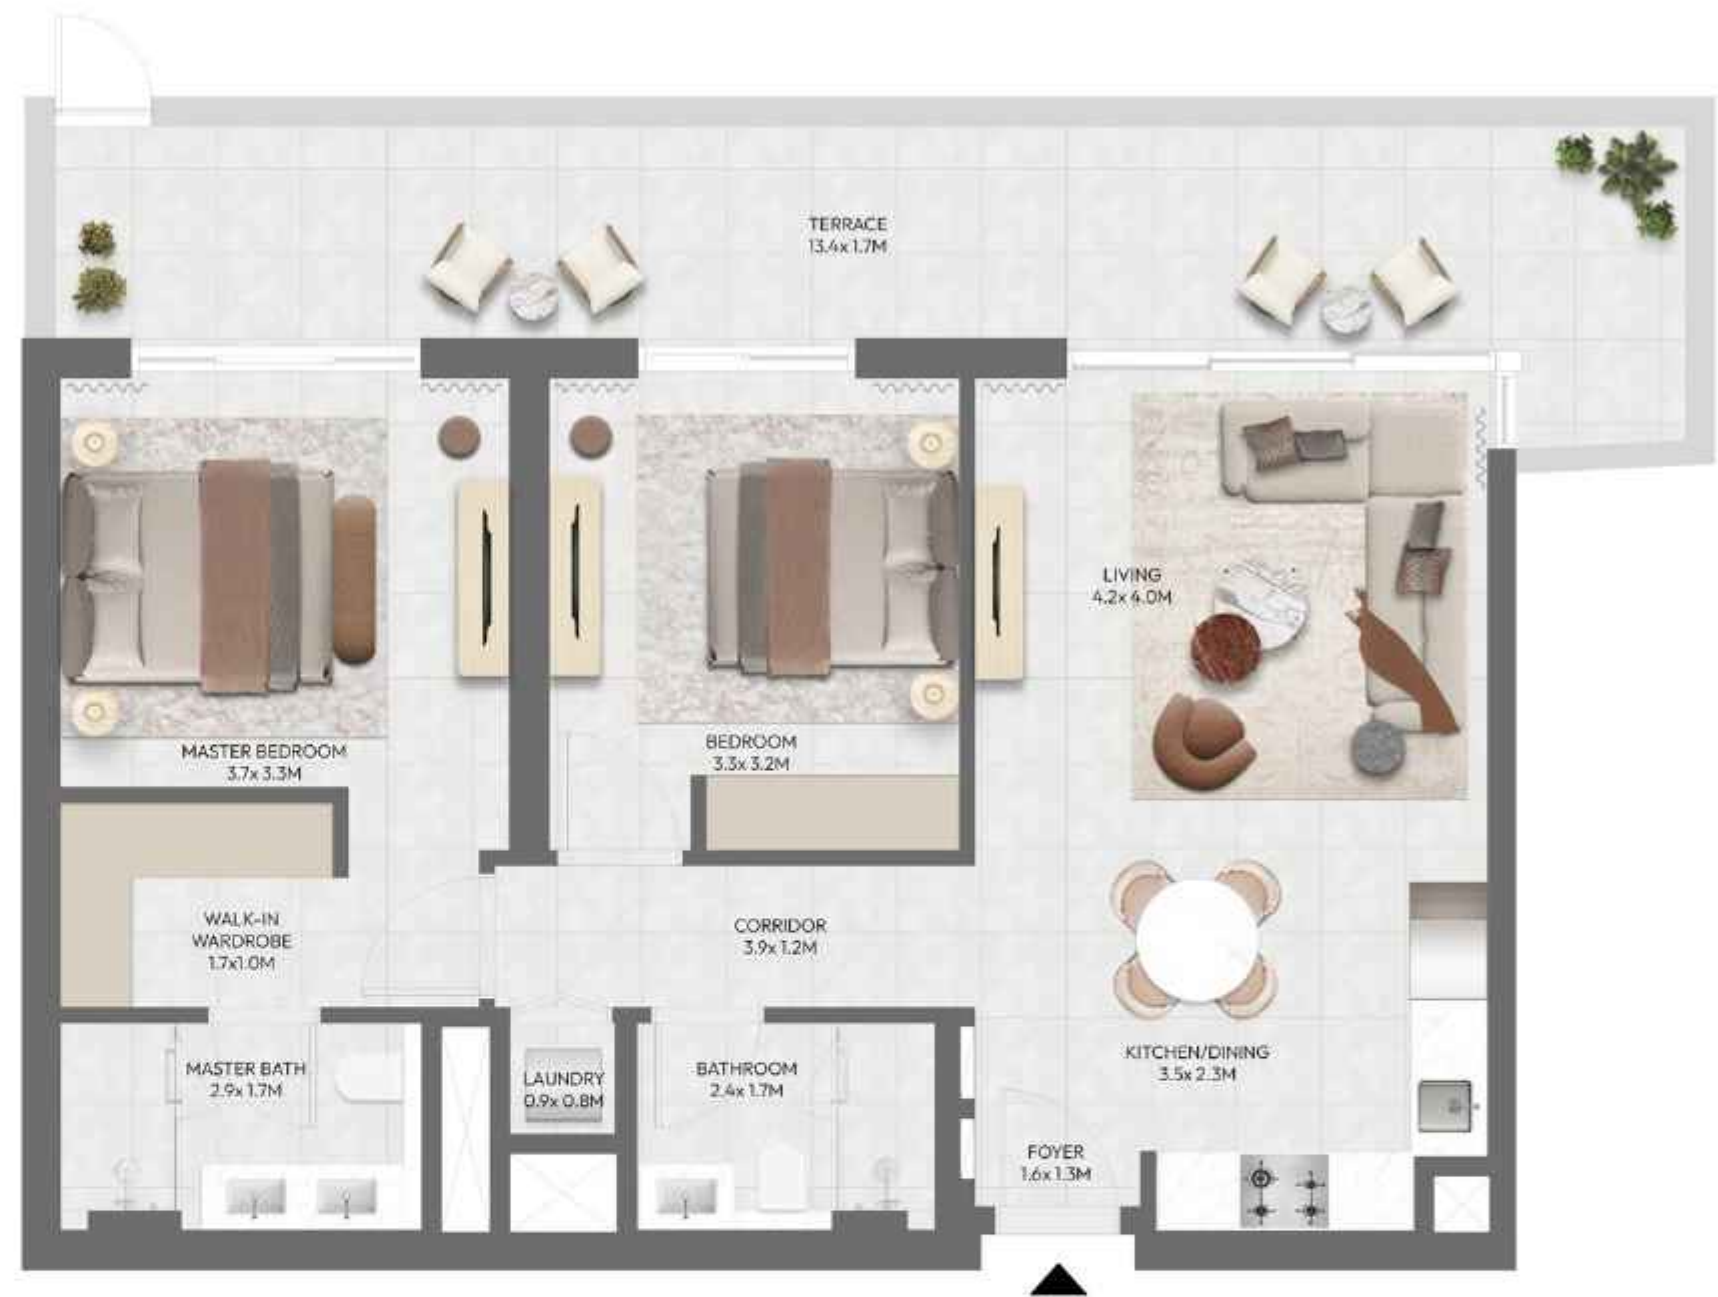 TERRACE
13.4x 1.7M
LIVING
4.2x 4.0M
MASTER BEDROOM
3.7x 3.3M
BEDROOM
3.3x 3.2M
WALK-IN
WARDROBE
1.7x1.0M
CORRIDOR
3.9x 1.2M
MASTER BATH
2.9x 1.7M
LAUNDRY
0.9x 0.8M
BATHROOM
2.4x 1.7M
KITCHEN/DINING
3.5x 2.3M
FOYER
1.6x 1.3M